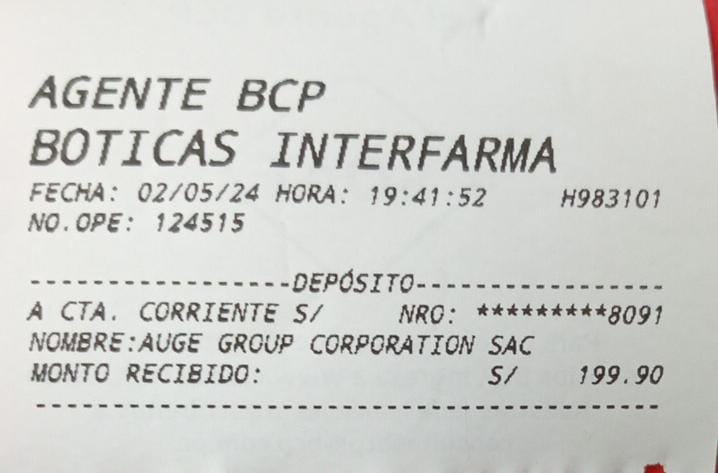 AGENTE BCP
BOTICAS INTERFARMA
FECHA: 02/05/24 HORA: 19:41:52 H983101
NO.OPE: 124515
------------------DEPÓSITO-----------------
A CTA. CORRIENTE S/ NRO: *********8091
NOMBRE:AUGE GROUP CORPORATION SAC
MONTO RECIBIDO: S/ 199.90
-------------------------------------------